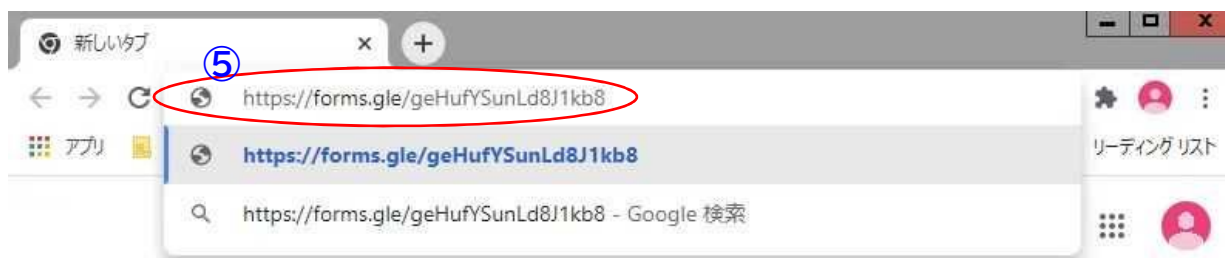 新しいタブ
⑤
https://forms.gle/geHufYSunLd8J1kb8
アプリ
https://forms.gle/geHufYSunLd8J1kb8
リーディング リスト
https://forms.gle/geHufYSunLd8J1kb8 - Google 検索